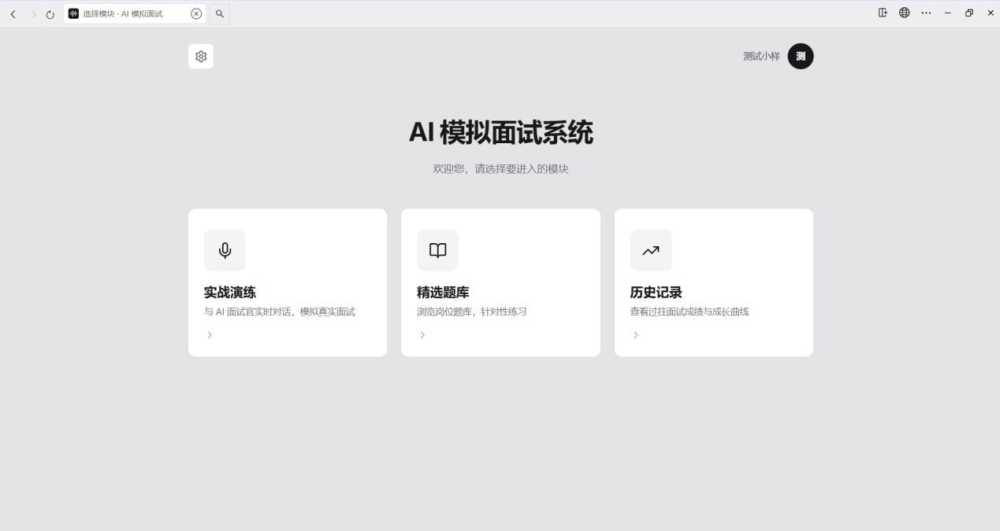 选择模块 · AI 模拟面试
测试小样
测
AI 模拟面试系统
欢迎您，请选择要进入的模块
实战演练
与 AI 面试官实时对话，模拟真实面试
精选题库
浏览岗位题库，针对性练习
历史记录
查看过往面试成绩与成长曲线